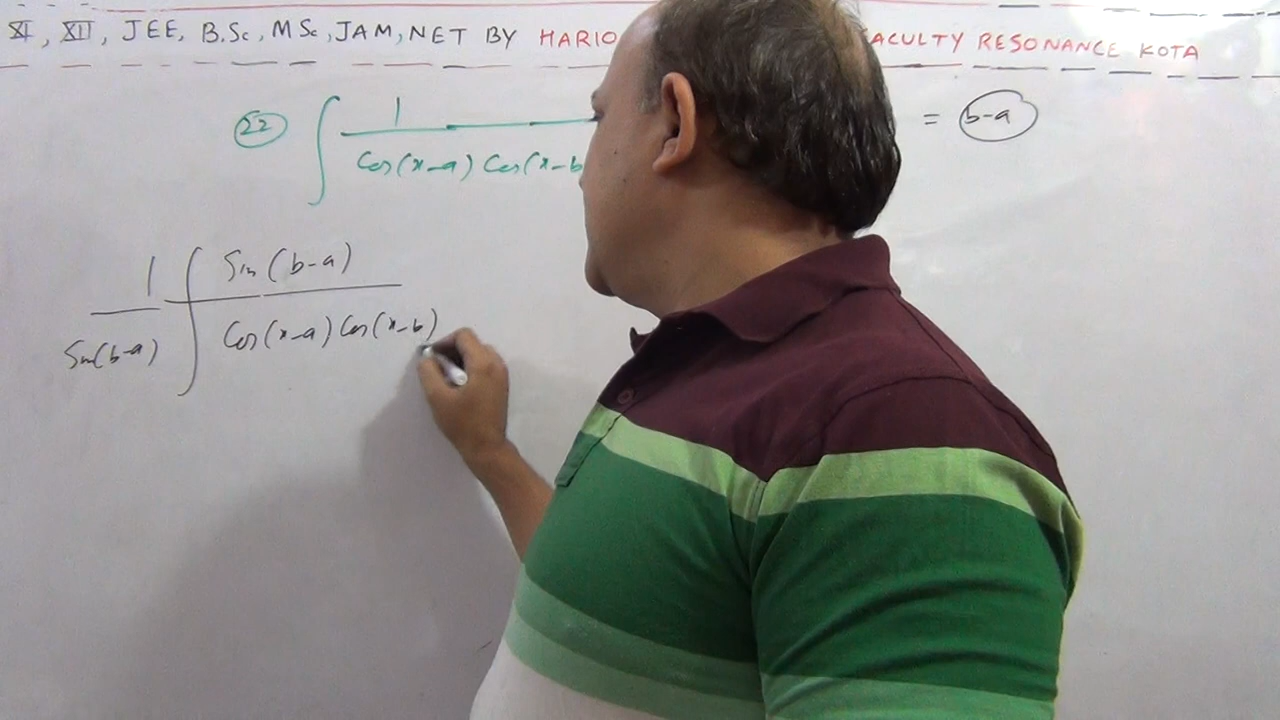 XI, XII, JEE, B.Sc, MSc, JAM, NET BY HARIO FACULTY RESONANCE KOTA
22 ∫ 1 = b-a
Cos(x-a) Cos(x-b
1 ∫ Sin(b-a)
Sin(b-a) Cos(x-a) Cos(x-b)